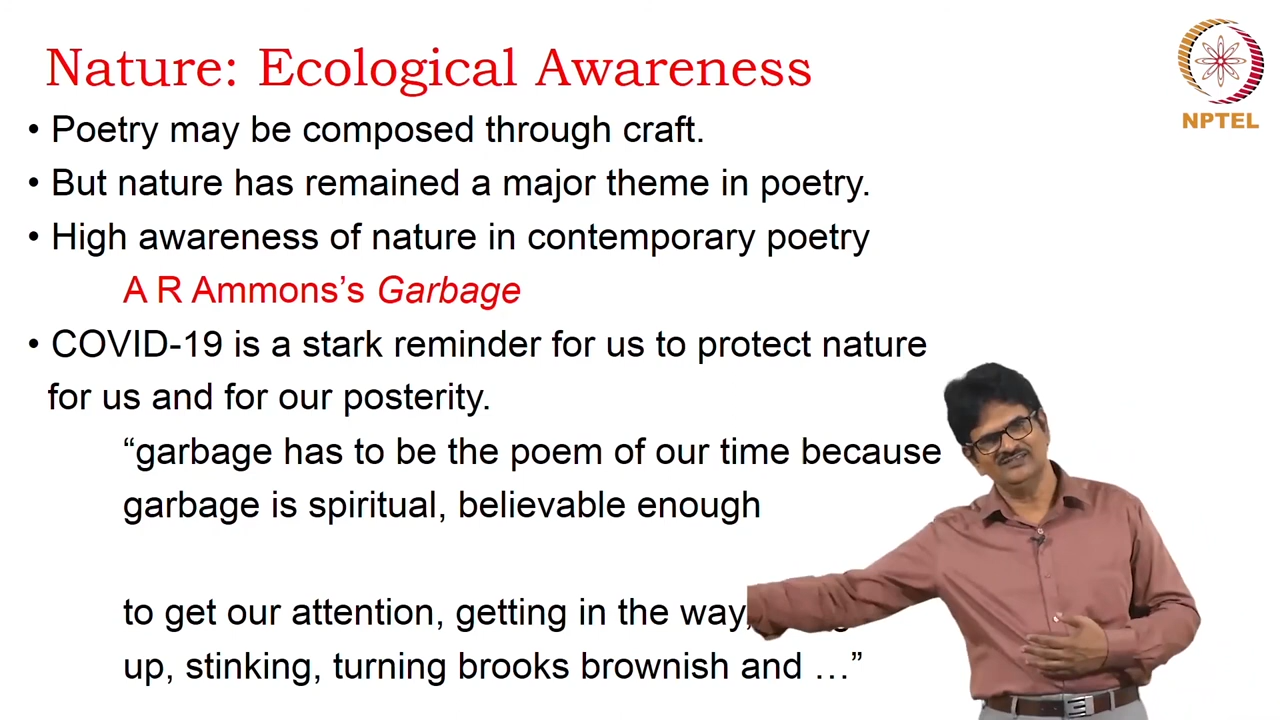 Nature: Ecological Awareness
NPTEL
• Poetry may be composed through craft.
• But nature has remained a major theme in poetry.
• High awareness of nature in contemporary poetry
A R Ammons’s Garbage
• COVID-19 is a stark reminder for us to protect nature
for us and for our posterity.
“garbage has to be the poem of our time because
garbage is spiritual, believable enough
to get our attention, getting in the way,
up, stinking, turning brooks brownish and …”